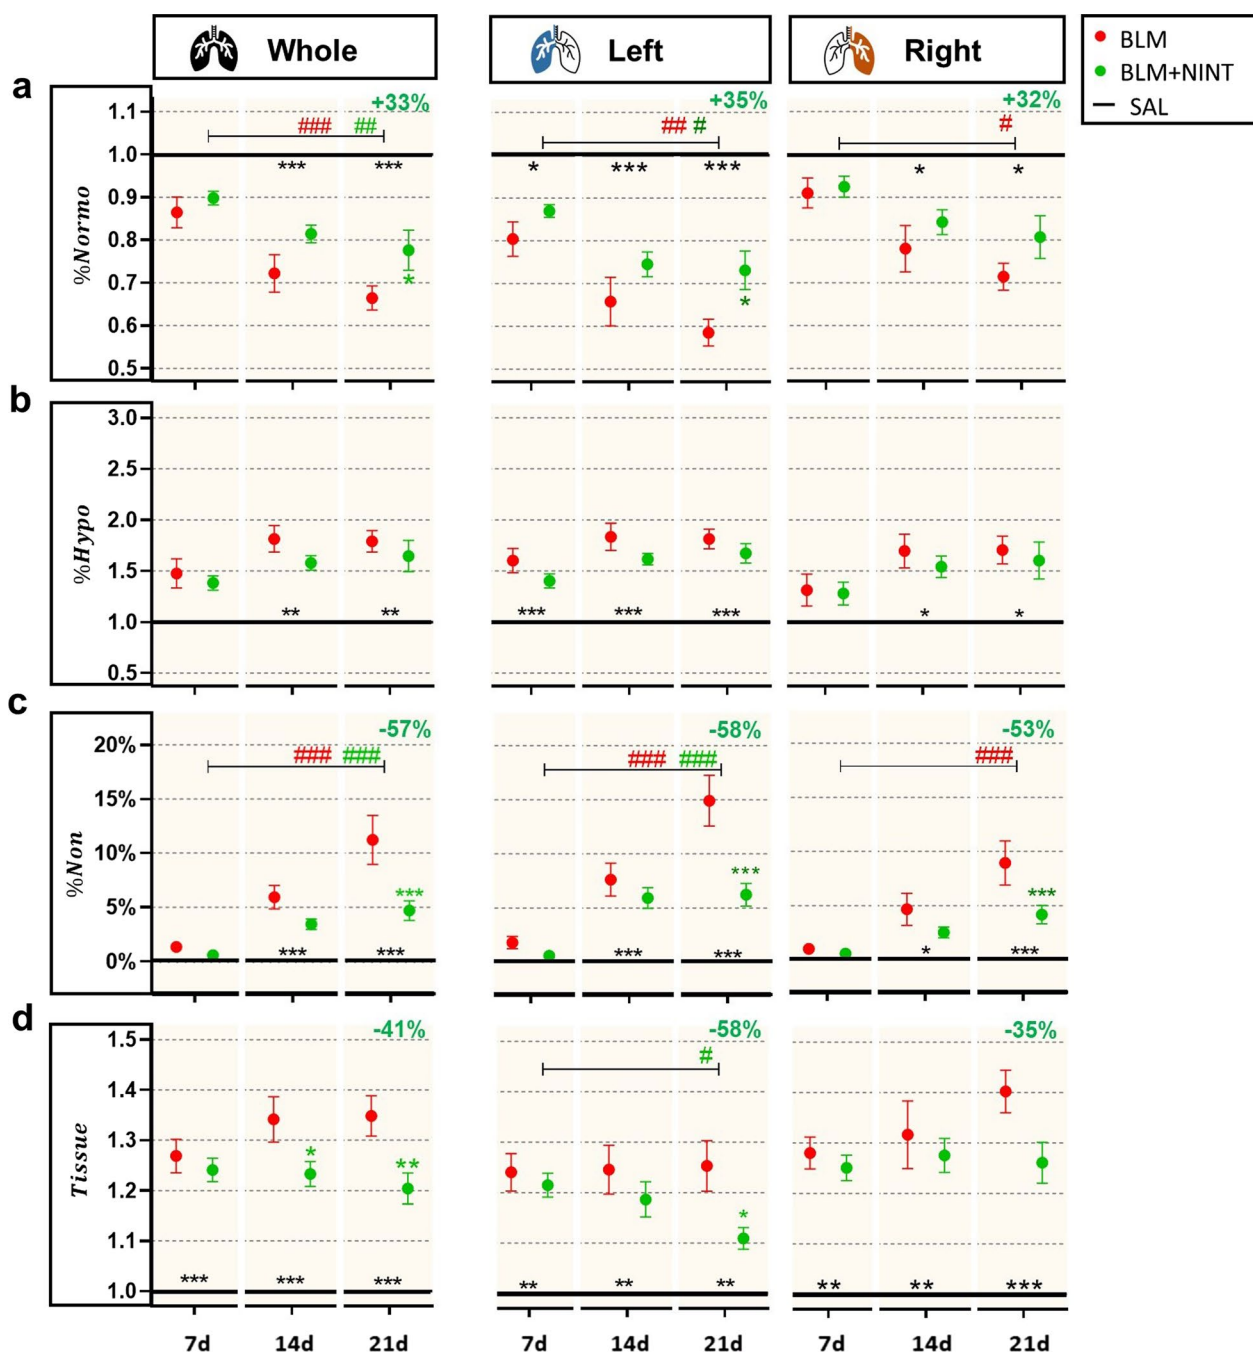 Whole Left Right
BLM
BLM+NINT
SAL
a
+33% +35% +32%
### ## ## # #
*** *** * *** *** * *
* *
%Normo
1.1
1.0
0.9
0.8
0.7
0.6
0.5
b
%Hypo
3.0
2.5
2.0
1.5
1.0
0.5
** ** *** *** *** * *
c
-57% -58% -53%
### ### ### ### ###
%Non
20%
15%
10%
5%
0%
*** *** ***
*** *** *** *** * ***
d
-41% -58% -35%
#
Tissue
1.5
1.4
1.3
1.2
1.1
1.0
* ** *
*** *** *** ** ** ** ** ** ***
7d 14d 21d 7d 14d 21d 7d 14d 21d